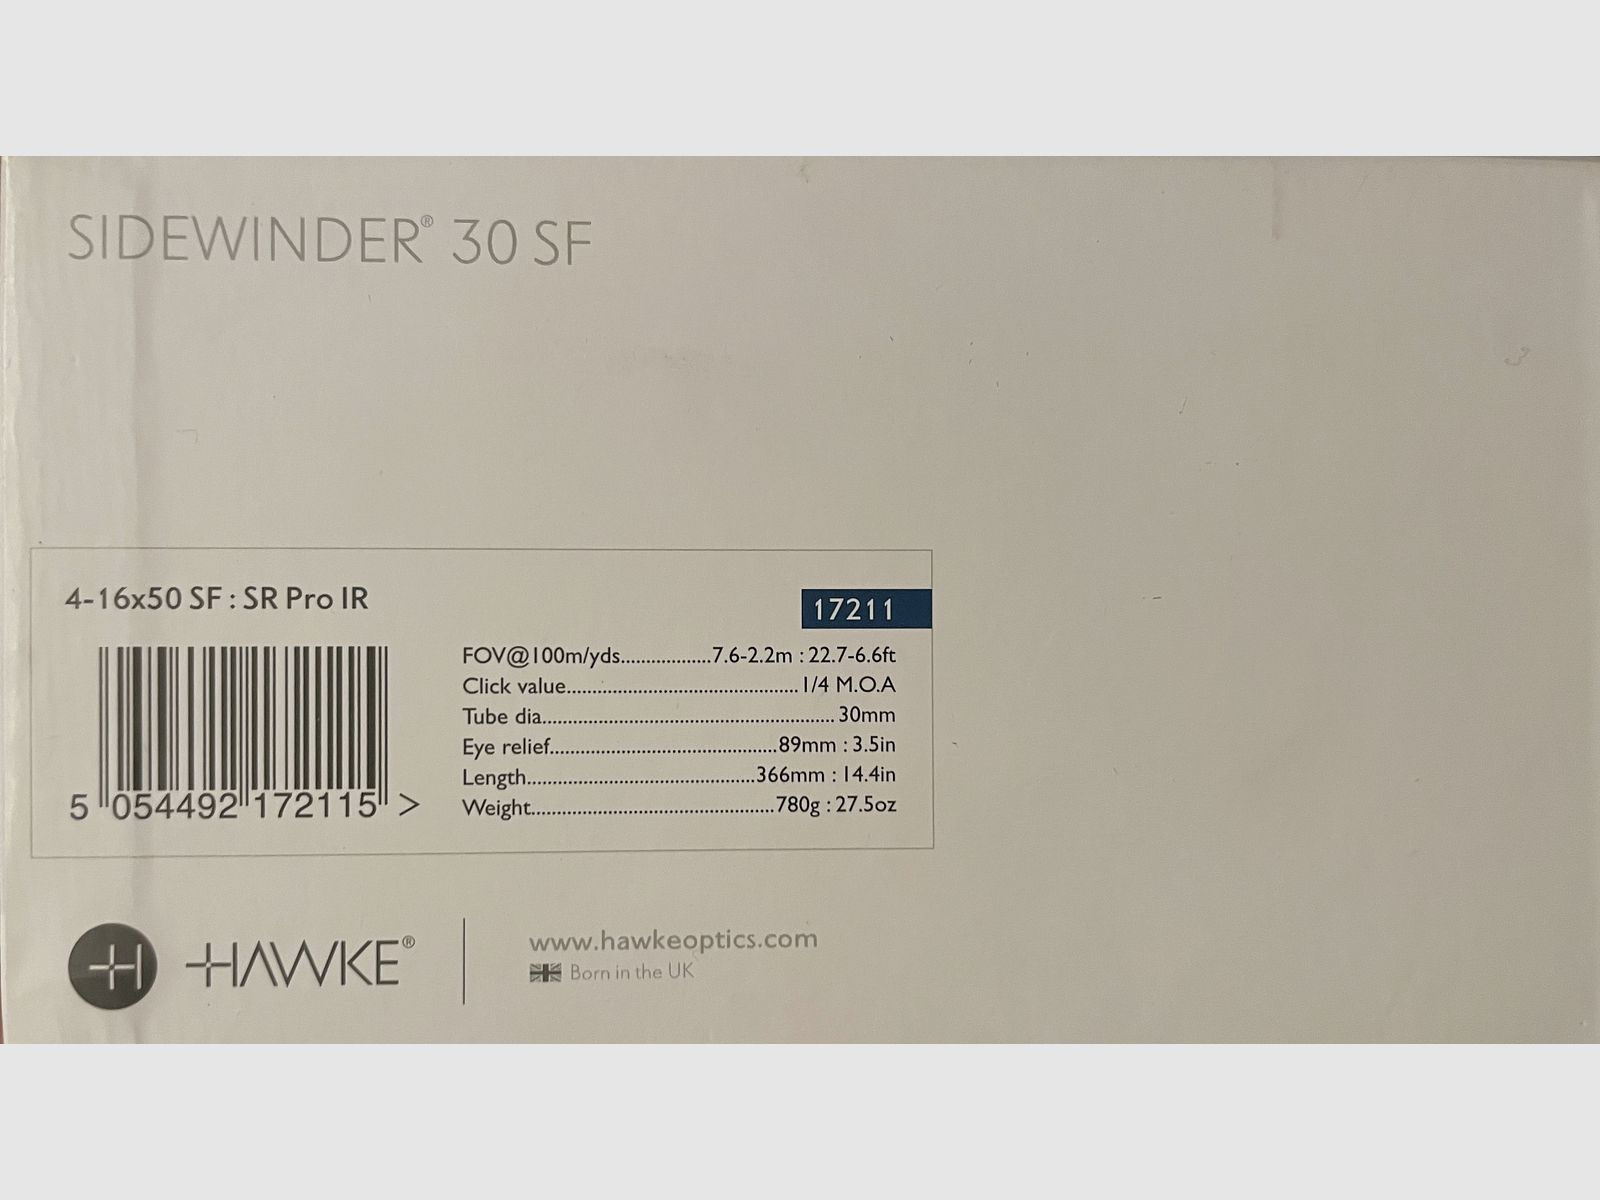 SIDEWINDER® 30 SF
4-16x50 SF : SR Pro IR
17211
FOV@100m/yds..................7.6-2.2m : 22.7-6.6ft
Click value.............................................1/4 M.O.A
Tube dia.........................................................30mm
Eye relief............................................89mm : 3.5in
Length.............................................366mm : 14.4in
Weight...............................................780g : 27.5oz
5 054492 172115 >
HAWKE®
www.hawkeoptics.com
Born in the UK